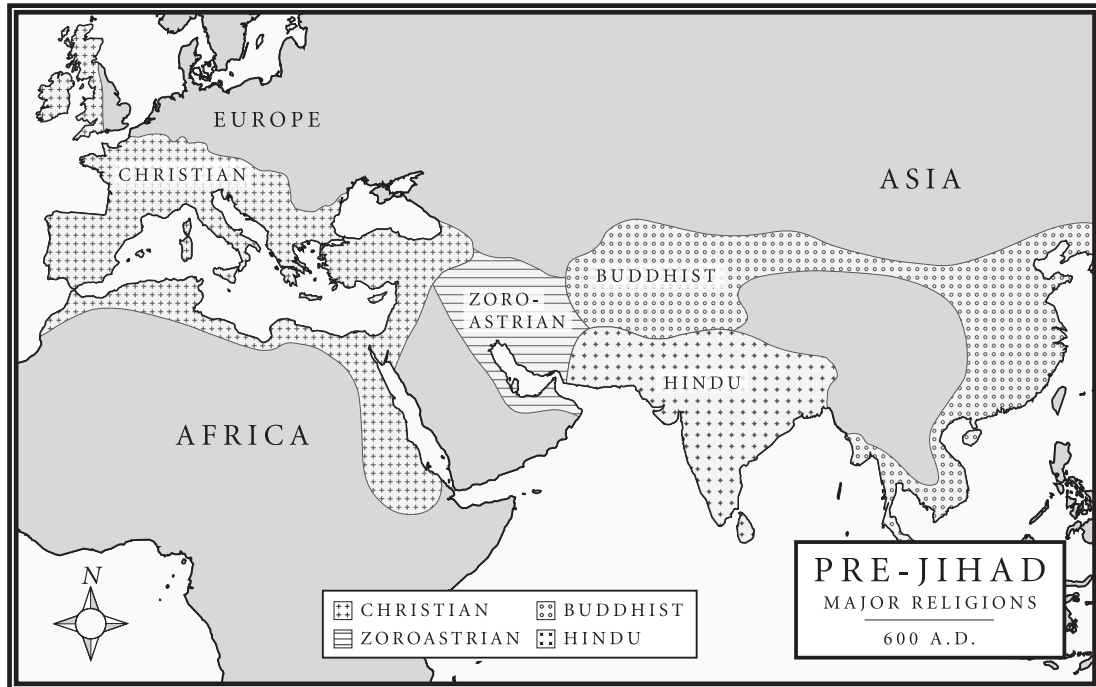 EUROPE
CHRISTIAN
ASIA
BUDDHIST
ZORO-
ASTRIAN
HINDU
AFRICA
N
CHRISTIAN
BUDDHIST
ZOROASTRIAN
HINDU
PRE-JIHAD
MAJOR RELIGIONS
600 A.D.